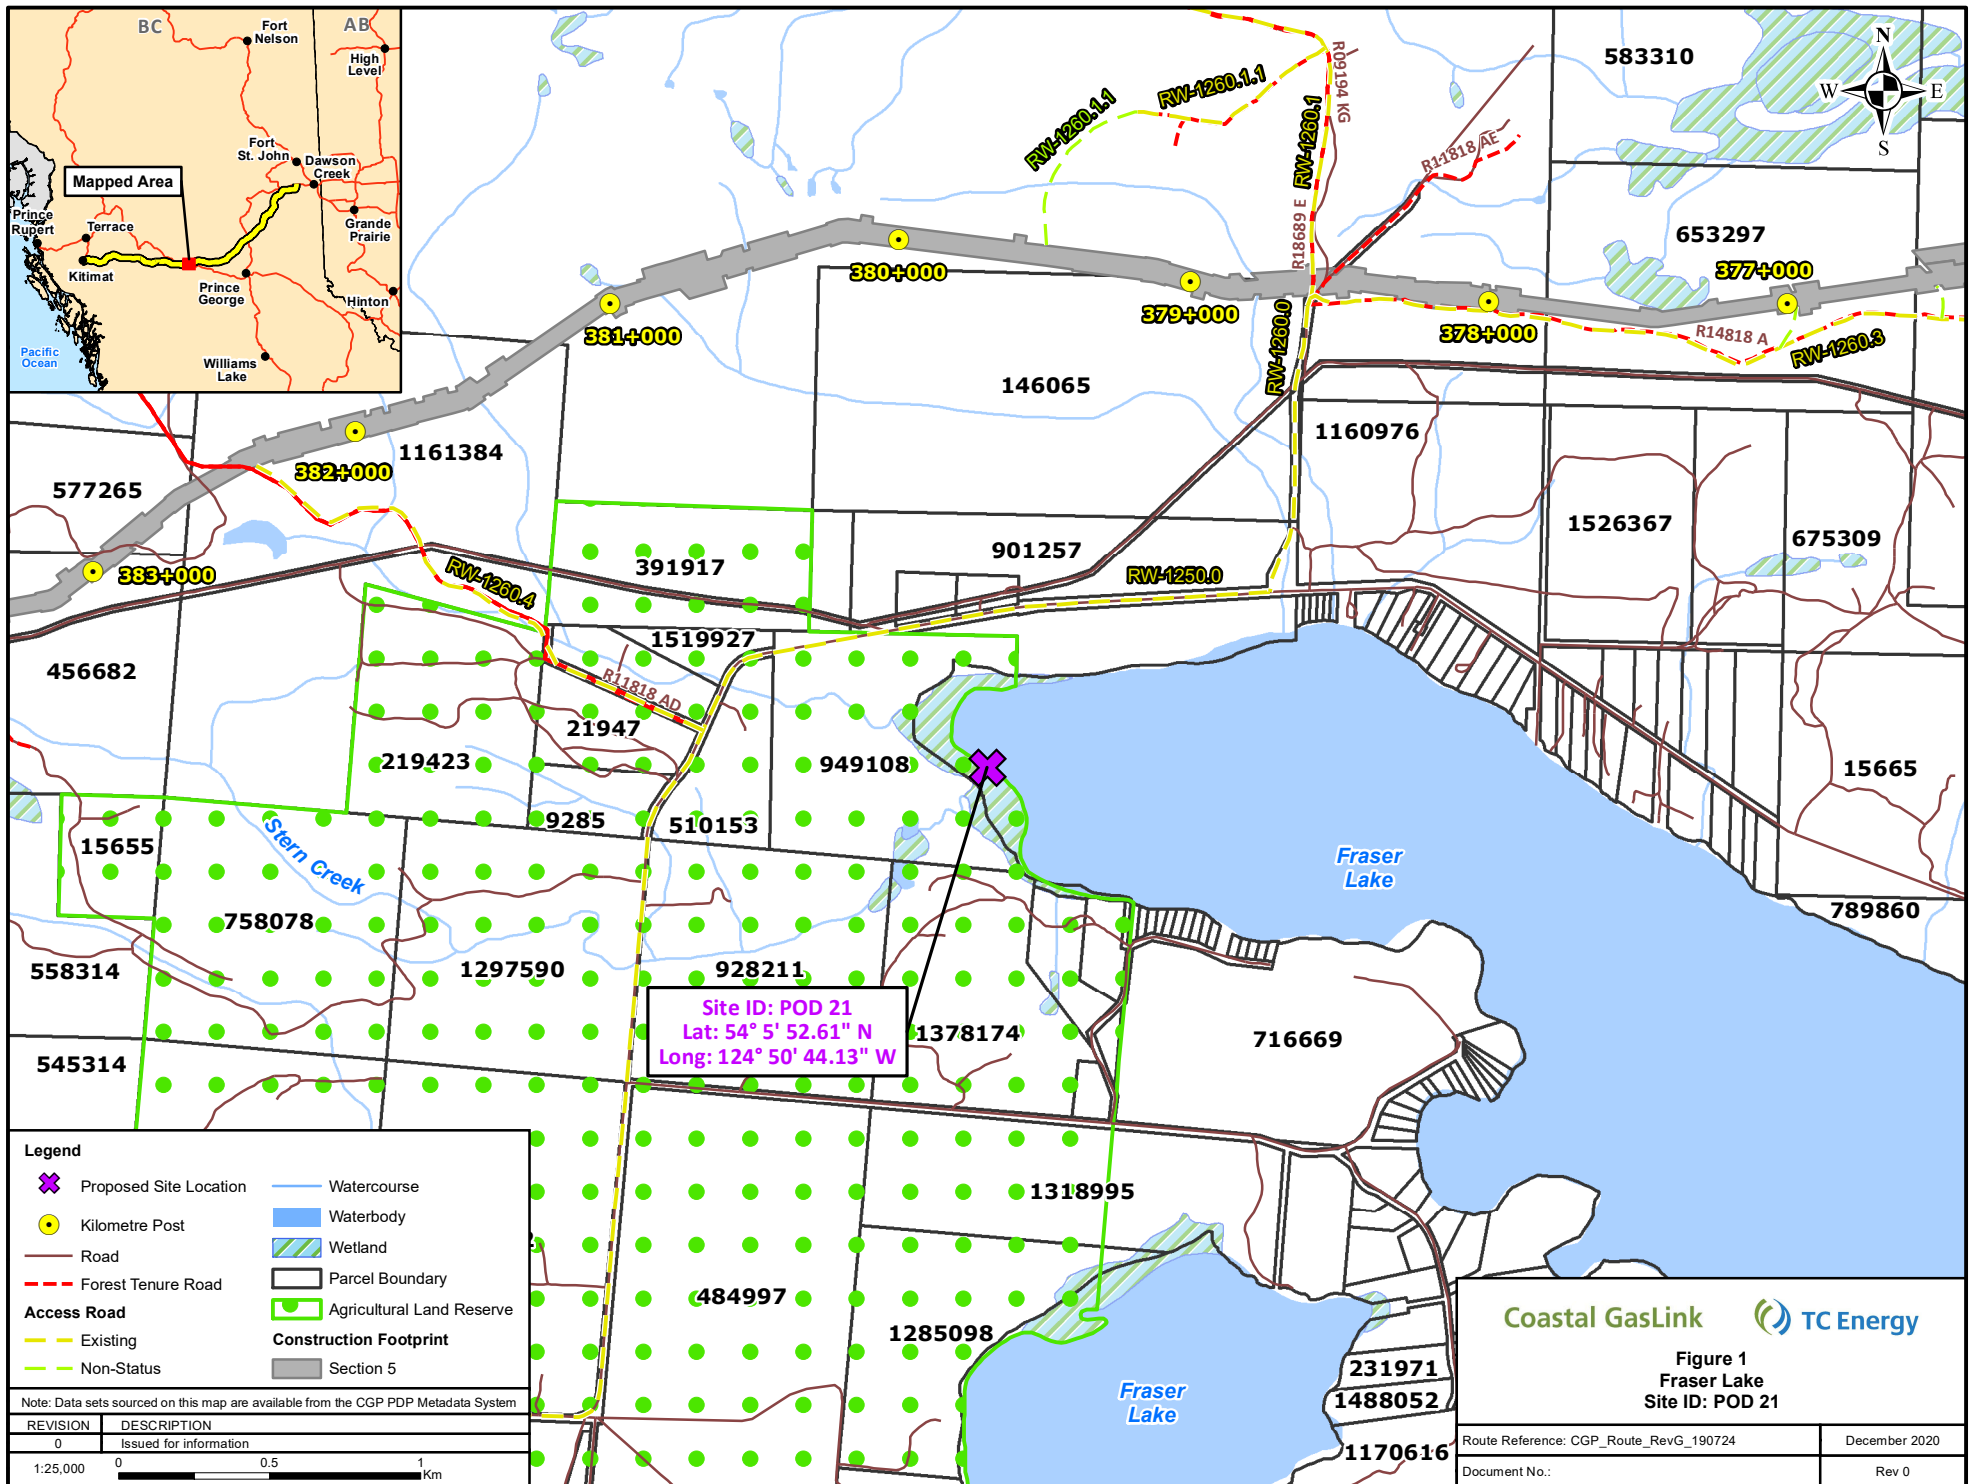 BC
AB
Fort
Nelson
High
Level
Fort
St. John
Dawson
Creek
Mapped Area
Prince
Rupert
Terrace
Grande
Prairie
Kitimat
Prince
George
Hinton
Pacific
Ocean
Williams
Lake
N
W
E
S
583310
RW-1260.1.1
RW-1260.1.1
R09194 KG
RW-1260.1
R11818 AE
R18689 E
653297
377+000
380+000
379+000
378+000
381+000
R14818 A
RW-1260.3
RW-1260.0
146065
1160976
382+000
1161384
577265
1526367
675309
383+000
391917
901257
RW-1250.0
RW-1260.4
1519927
456682
R11818 AD
21947
219423
949108
15665
9285
510153
15655
Stern Creek
Fraser
Lake
789860
758078
558314
1297590
928211
Site ID: POD 21
Lat: 54° 5' 52.61" N
Long: 124° 50' 44.13" W
1378174
716669
545314
1318995
484997
1285098
Fraser
Lake
231971
1488052
1170616
Legend
Proposed Site Location
Kilometre Post
Road
Forest Tenure Road
Access Road
Existing
Non-Status
Watercourse
Waterbody
Wetland
Parcel Boundary
Agricultural Land Reserve
Construction Footprint
Section 5
Note: Data sets sourced on this map are available from the CGP PDP Metadata System
REVISION DESCRIPTION
0 Issued for information
1:25,000
0 0.5 1
Km
Coastal GasLink
TC Energy
Figure 1
Fraser Lake
Site ID: POD 21
Route Reference: CGP_Route_RevG_190724
December 2020
Document No.:
Rev 0